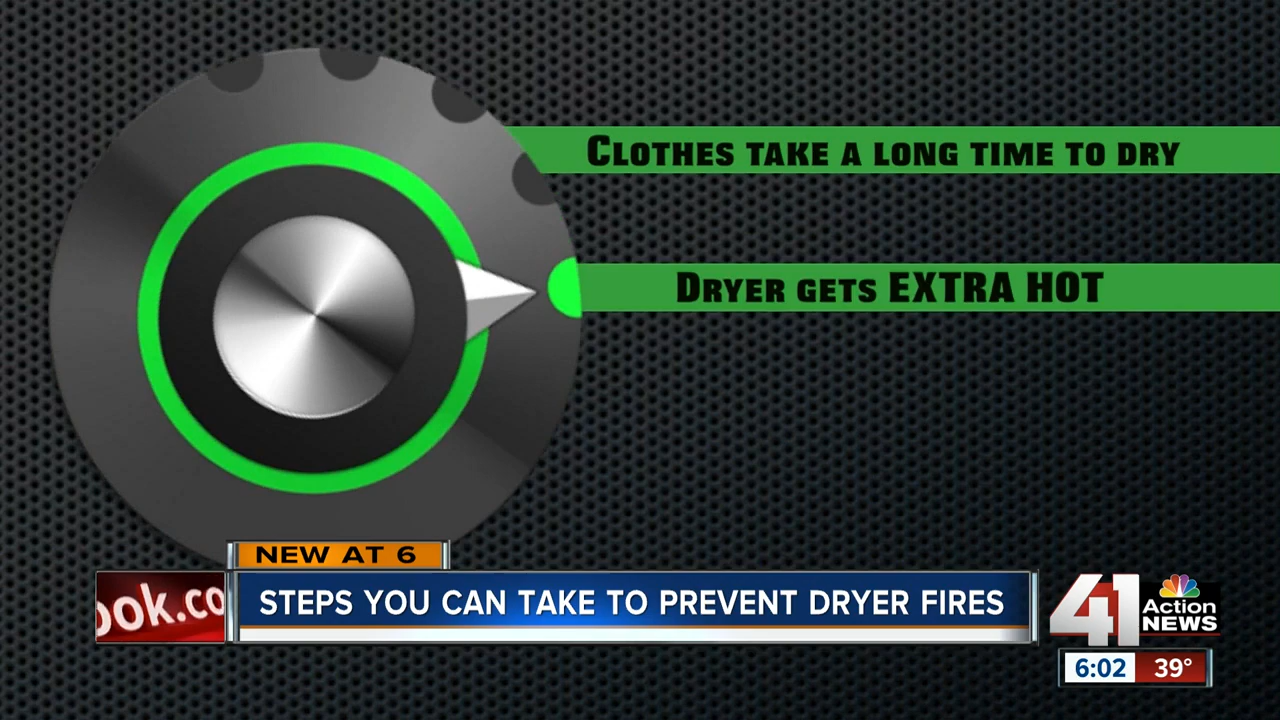 CLOTHES TAKE A LONG TIME TO DRY
DRYER GETS EXTRA HOT
NEW AT 6
ook.co
STEPS YOU CAN TAKE TO PREVENT DRYER FIRES
41
Action
NEWS
6:02 39°